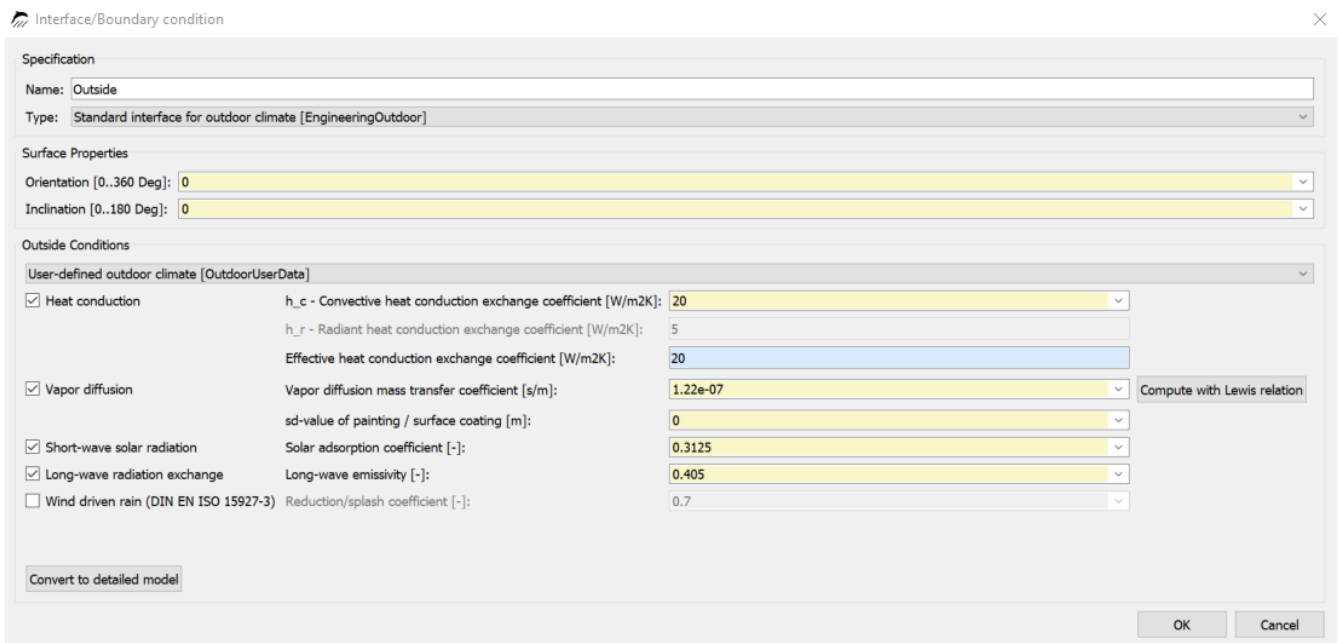 Interface/Boundary condition
Specification
Name: Outside
Type: Standard interface for outdoor climate [EngineeringOutdoor]
Surface Properties
Orientation [0..360 Deg]: 0
Inclination [0..180 Deg]: 0
Outside Conditions
User-defined outdoor climate [OutdoorUserData]
Heat conduction h_c - Convective heat conduction exchange coefficient [W/m2K]: 20
h_r - Radiant heat conduction exchange coefficient [W/m2K]: 5
Effective heat conduction exchange coefficient [W/m2K]: 20
Vapor diffusion Vapor diffusion mass transfer coefficient [s/m]: 1.22e-07 Compute with Lewis relation
sd-value of painting / surface coating [m]: 0
Short-wave solar radiation Solar adsorption coefficient [-]: 0.3125
Long-wave radiation exchange Long-wave emissivity [-]: 0.405
Wind driven rain (DIN EN ISO 15927-3) Reduction/splash coefficient [-]: 0.7
Convert to detailed model
OK Cancel